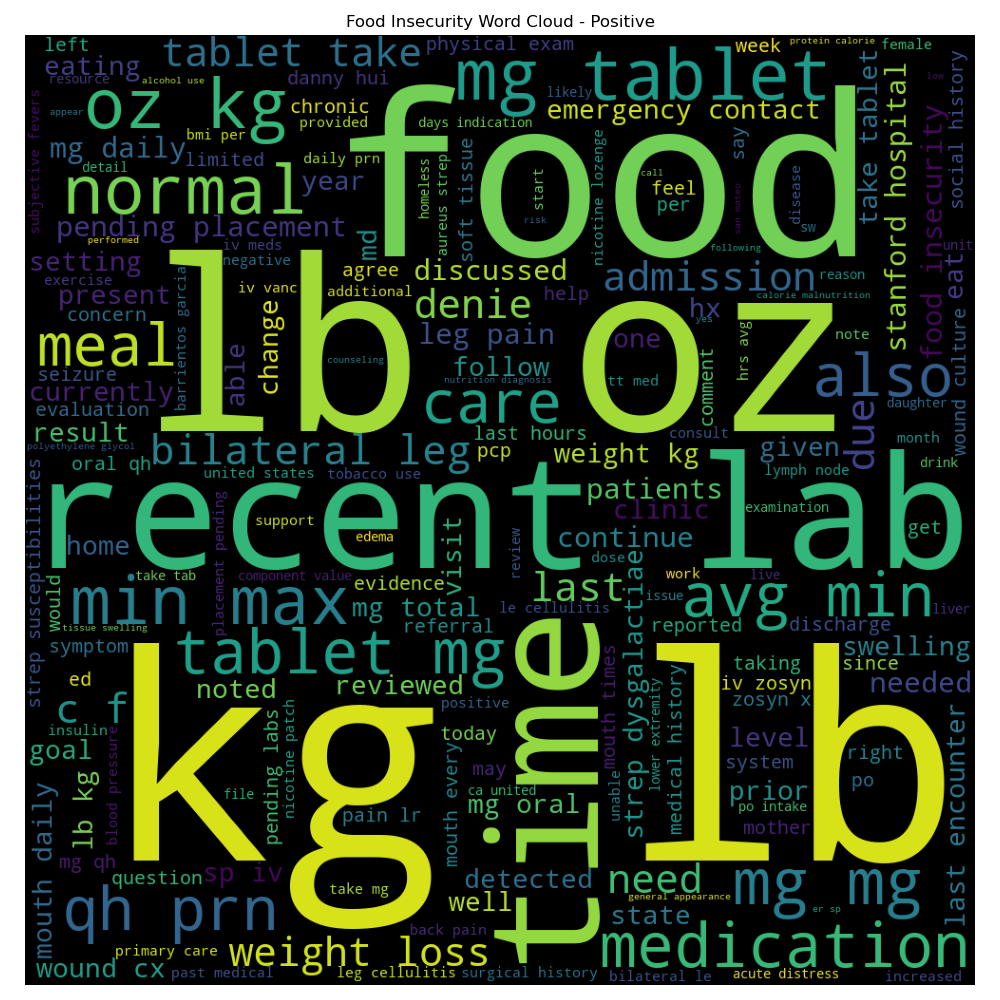 Food Insecurity Word Cloud - Positive
left
tablet take
physical exam
week
protein calorie
female
eating
resource
alcohol use
danny hui
mg tablet
likely
low
appear
oz kg
chronic
provided
days indication
emergency contact
say
take tablet
stanford hospital
food insecurity
social history
subjective fevers
bmi per
mg daily
limited
daily prn
detail
food
homeless
aureus strep
start
soft tissue
nicotine lozenge
call
feel
per
disease
normal
year
risk
san mateo
sw
pending placement
md
performed
iv meds
negative
following
unit
setting
exercise
agree
discussed
admission
reason
eat
present
iv vanc
additional
help
calorie malnutrition
concern
barrientos garcia
denie
hx
yes
note
lb oz
change
able
leg pain
one
meal
counseling
hrs avg
seizure
follow
nutrition diagnosis
tt med
also
currently
care
comment
due
daughter
wound culture
evaluation
result
last hours
consult
month
polyethylene glycol
bilateral leg
pcp
weight kg
given
drink
oral qh
united states
tobacco use
lymph node
strep susceptibilities
recent lab
patients
clinic
placement pending
support
examination
get
home
edema
visit
review
continue
dose
take tab
component value
work
live
would
min max
evidence
last
issue
avg min
liver
mg total
le cellulitis
tissue swelling
referral
reported
discharge
symptom
tablet mg
time
strep dysgalactiae
swelling
ed
noted
reviewed
mouth times
taking
since
c f
positive
lower extremity
medical history
iv zosyn
needed
zosyn x
insulin
kg
lb
goal
blood pressure
pending labs
nicotine patch
today
level
right
lb kg
may
system
po
file
ca united
unable
prior
last encounter
pain lr
mouth every
mg oral
po intake
mother
mouth daily
mg qh
question
sp iv
take mg
detected
need
mg mg
general appearance
qh prn
well
state
er sp
back pain
primary care
weight loss
medication
wound cx
past medical
leg cellulitis
surgical history
bilateral le
acute distress
increased